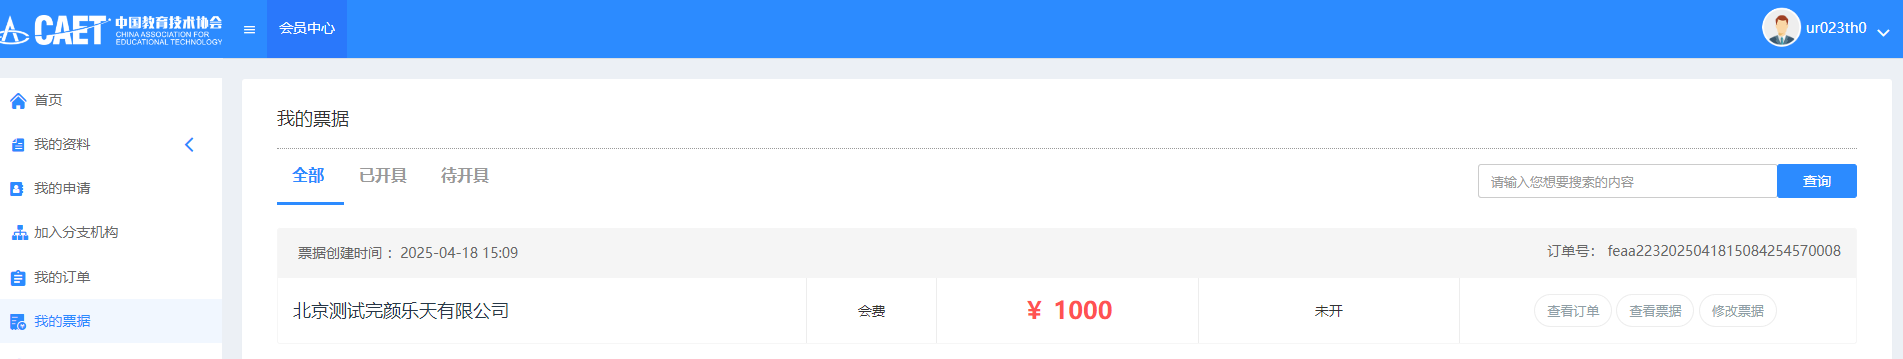 CAET 中国教育技术协会
CHINA ASSOCIATION FOR
EDUCATIONAL TECHNOLOGY
会员中心
ur023th0
首页
我的资料
我的申请
加入分支机构
我的订单
我的票据
我的票据
全部 已开具 待开具
请输入您想要搜索的内容 查询
票据创建时间： 2025-04-18 15:09 订单号： feaa2232025041815084254570008
北京测试完颜乐天有限公司 会费 ¥ 1000 未开 查看订单 查看票据 修改票据